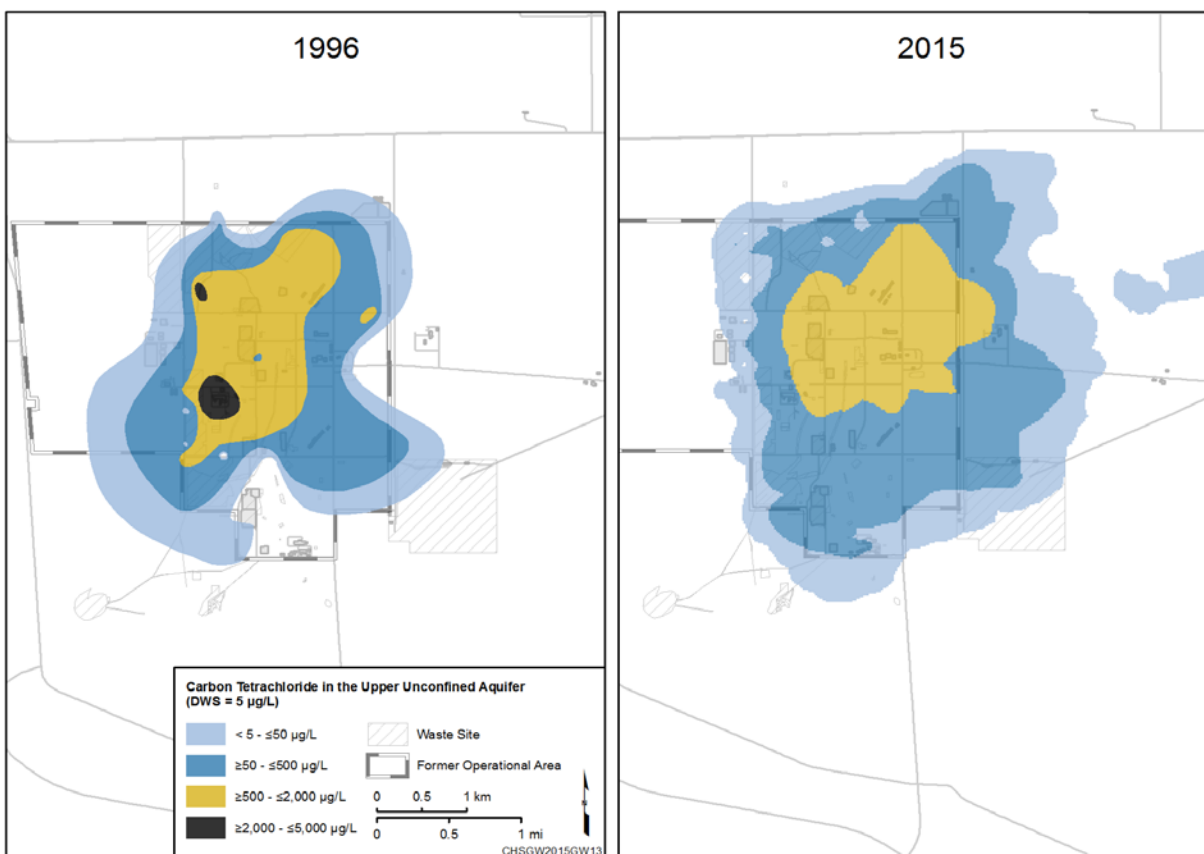 1996
2015
Carbon Tetrachloride in the Upper Unconfined Aquifer
(DWS = 5 µg/L)
< 5 - ≤50 µg/L
≥50 - ≤500 µg/L
≥500 - ≤2,000 µg/L
≥2,000 - ≤5,000 µg/L
Waste Site
Former Operational Area
0 0.5 1 km
0 0.5 1 mi
N
CHSGW2015GW13